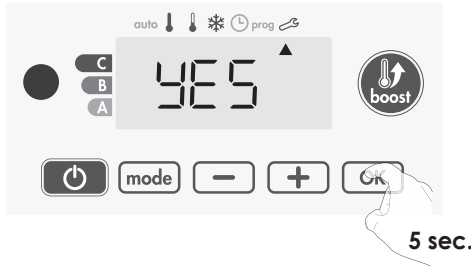 auto prog
C
B
A
YES
boost
mode − + OK
5 sec.